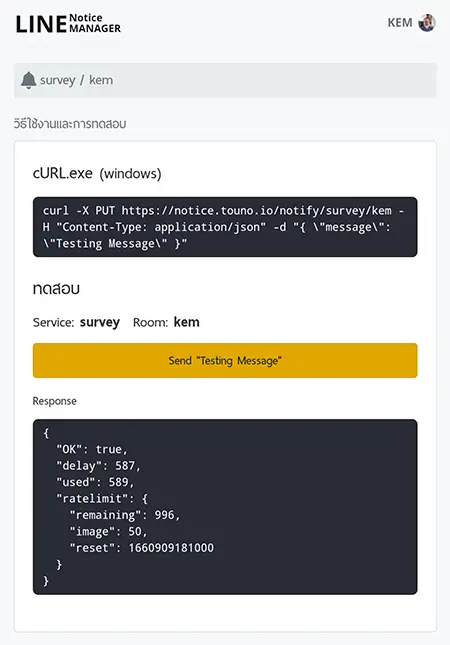 LINE Notice MANAGER
KEM
survey / kem
วิธีใช้งานและการทดสอบ
cURL.exe (windows)
curl -X PUT https://notice.touno.io/notify/survey/kem -
H "Content-Type: application/json" -d "{ \"message\":
\"Testing Message\" }"
ทดสอบ
Service: survey Room: kem
Send "Testing Message"
Response
{
  "OK": true,
  "delay": 587,
  "used": 589,
  "ratelimit": {
    "remaining": 996,
    "image": 50,
    "reset": 1660909181000
  }
}